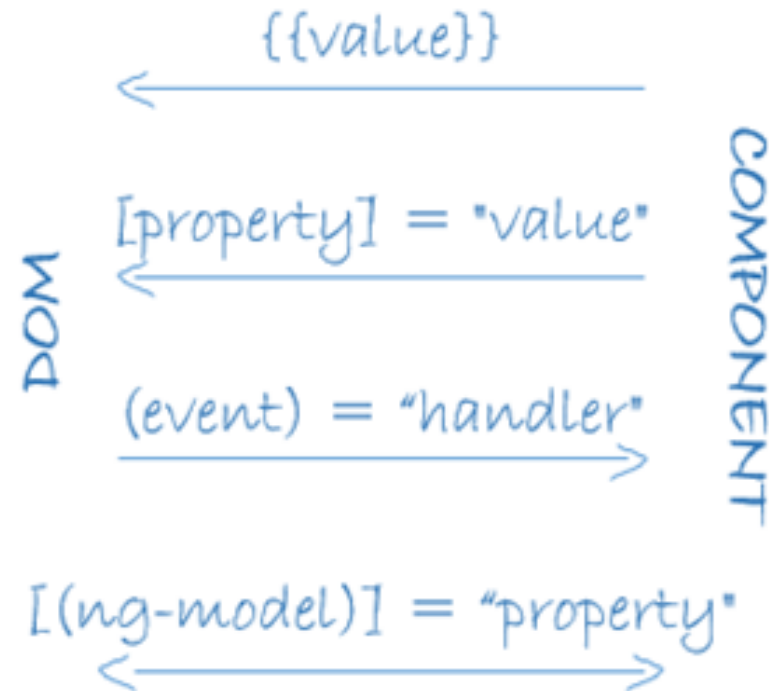 {{value}}
[property] = "value"
DOM
COMPONENT
(event) = “handler"
[(ng-model)] = “property"